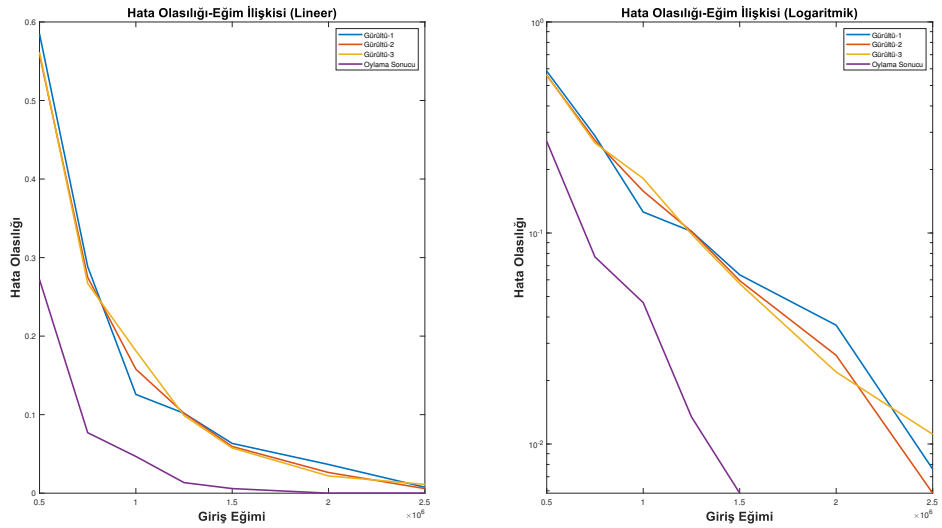 Hata Olasılığı-Eğim İlişkisi (Lineer)
0.6
0.5
0.4
0.3
0.2
0.1
0
Hata Olasılığı
0.5
1
1.5
2
2.5
×10⁶
Giriş Eğimi
Gürültü-1
Gürültü-2
Gürültü-3
Oylama Sonucu
Hata Olasılığı-Eğim İlişkisi (Logaritmik)
10⁰
10⁻¹
10⁻²
Hata Olasılığı
0.5
1
1.5
2
2.5
×10⁶
Giriş Eğimi
Gürültü-1
Gürültü-2
Gürültü-3
Oylama Sonucu